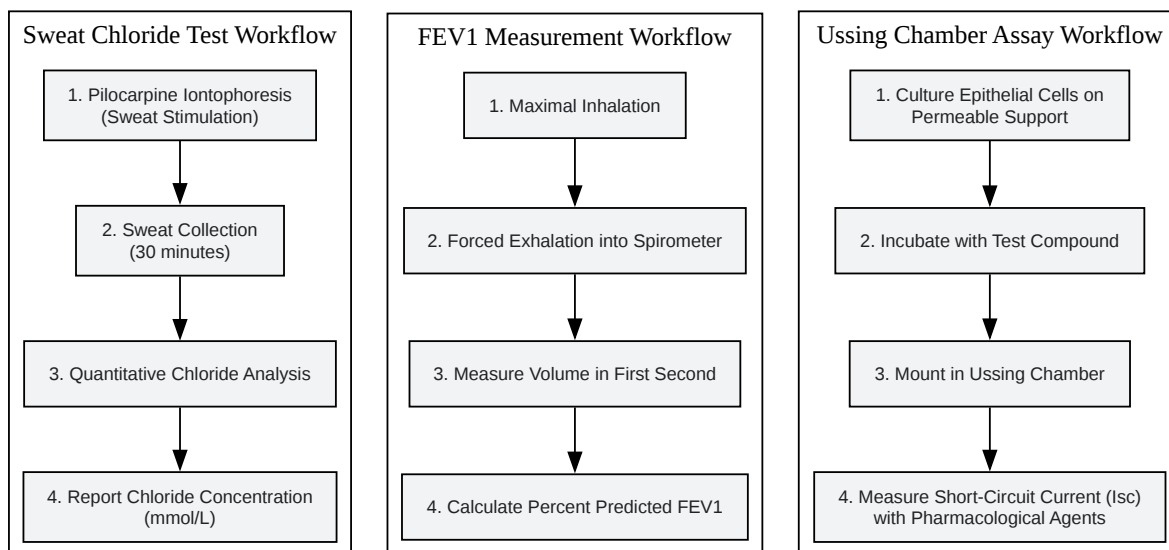 Sweat Chloride Test Workflow
1. Pilocarpine Iontophoresis
(Sweat Stimulation)
2. Sweat Collection
(30 minutes)
3. Quantitative Chloride Analysis
4. Report Chloride Concentration
(mmol/L)
FEV1 Measurement Workflow
1. Maximal Inhalation
2. Forced Exhalation into Spirometer
3. Measure Volume in First Second
4. Calculate Percent Predicted FEV1
Ussing Chamber Assay Workflow
1. Culture Epithelial Cells on
Permeable Support
2. Incubate with Test Compound
3. Mount in Ussing Chamber
4. Measure Short-Circuit Current (Isc)
with Pharmacological Agents